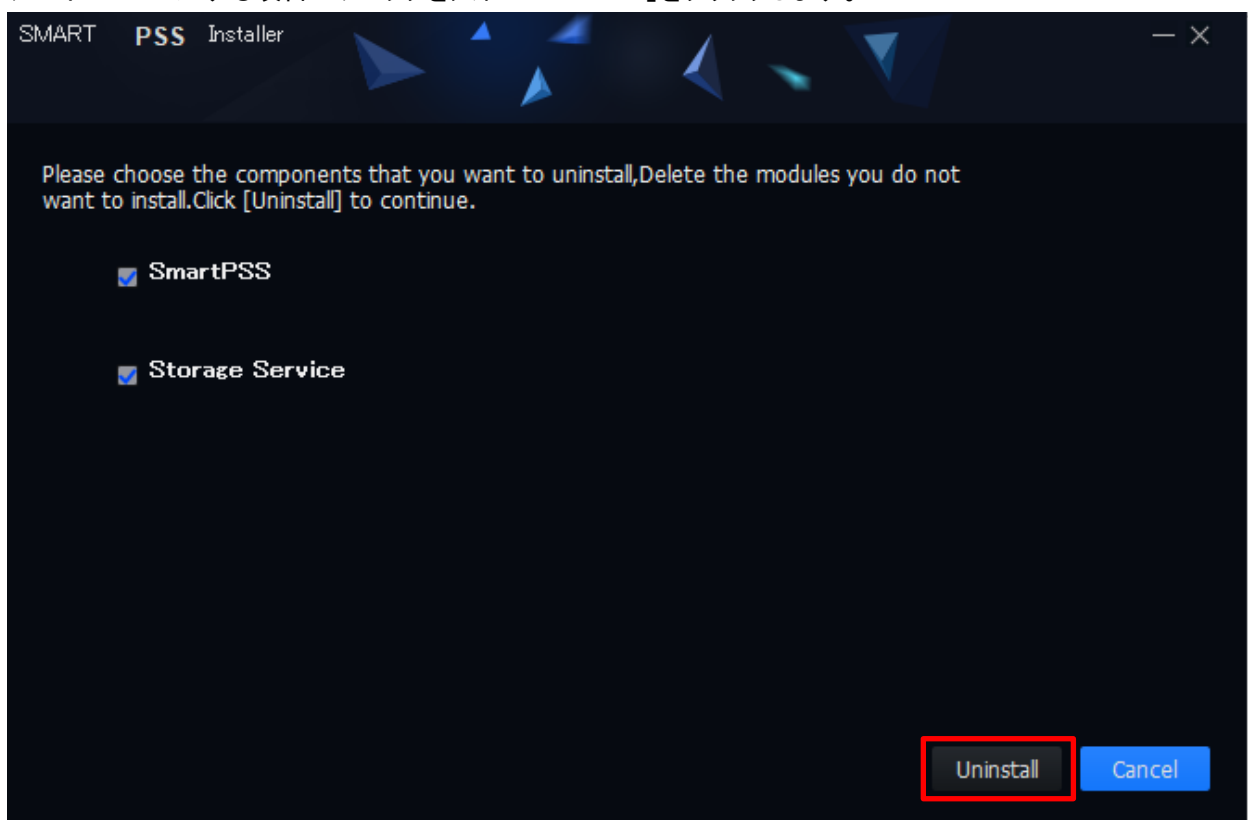 SMART PSS Installer
Please choose the components that you want to uninstall,Delete the modules you do not
want to install.Click [Uninstall] to continue.
SmartPSS
Storage Service
Uninstall Cancel